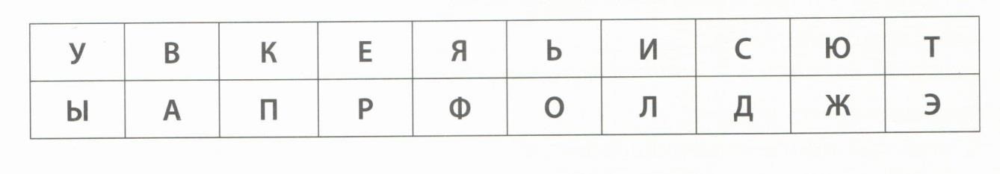 У В К Е Я Ь И С Ю Т
Ы А П Р Ф О Л Д Ж Э